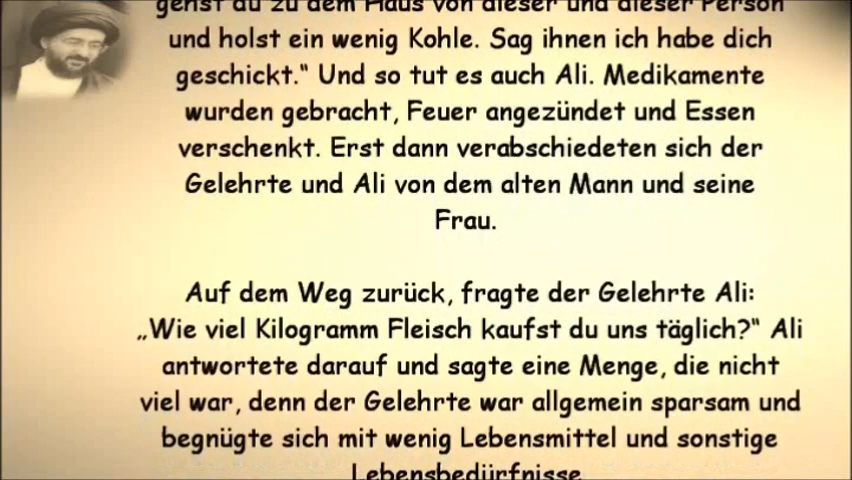 gehst du zu dem Haus von dieser und dieser Person
und holst ein wenig Kohle. Sag ihnen ich habe dich
geschickt.“ Und so tut es auch Ali. Medikamente
wurden gebracht, Feuer angezündet und Essen
verschenkt. Erst dann verabschiedeten sich der
Gelehrte und Ali von dem alten Mann und seine
Frau.
Auf dem Weg zurück, fragte der Gelehrte Ali:
„Wie viel Kilogramm Fleisch kaufst du uns täglich?“ Ali
antwortete darauf und sagte eine Menge, die nicht
viel war, denn der Gelehrte war allgemein sparsam und
begnügte sich mit wenig Lebensmittel und sonstige
Lebensbedürfnisse